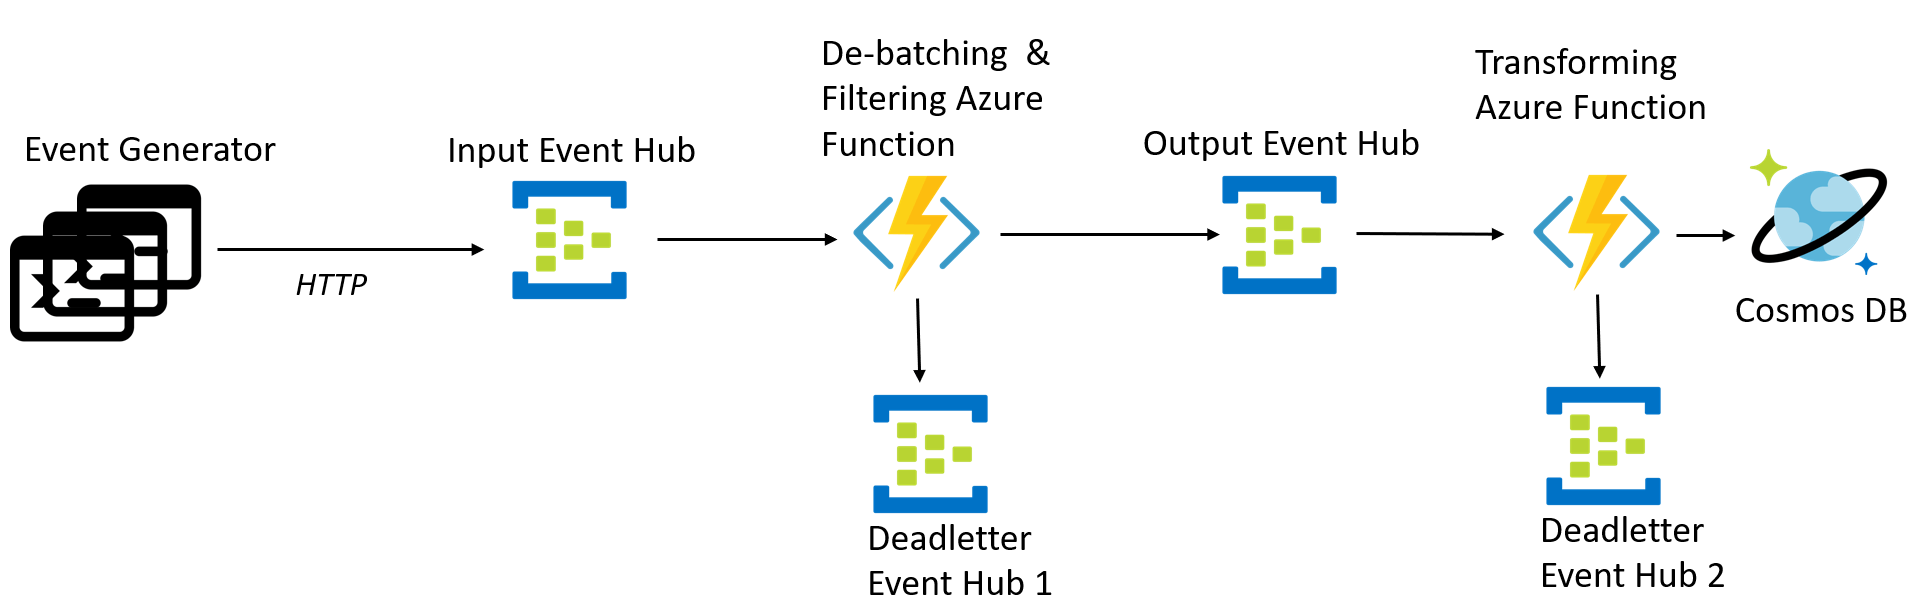 Event Generator
HTTP
Input Event Hub
De-batching &
Filtering Azure
Function
Deadletter
Event Hub 1
Output Event Hub
Transforming
Azure Function
Deadletter
Event Hub 2
Cosmos DB